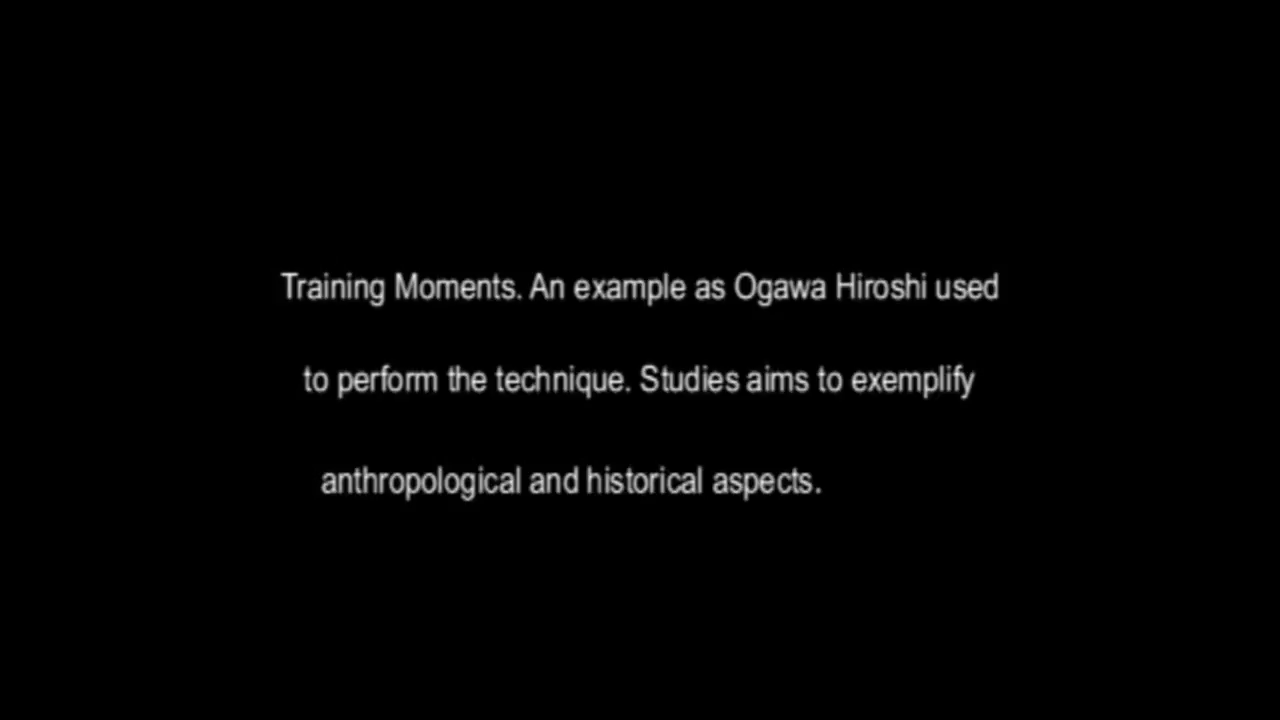 Training Moments. An example as Ogawa Hiroshi used
to perform the technique. Studies aims to exemplify
anthropological and historical aspects.